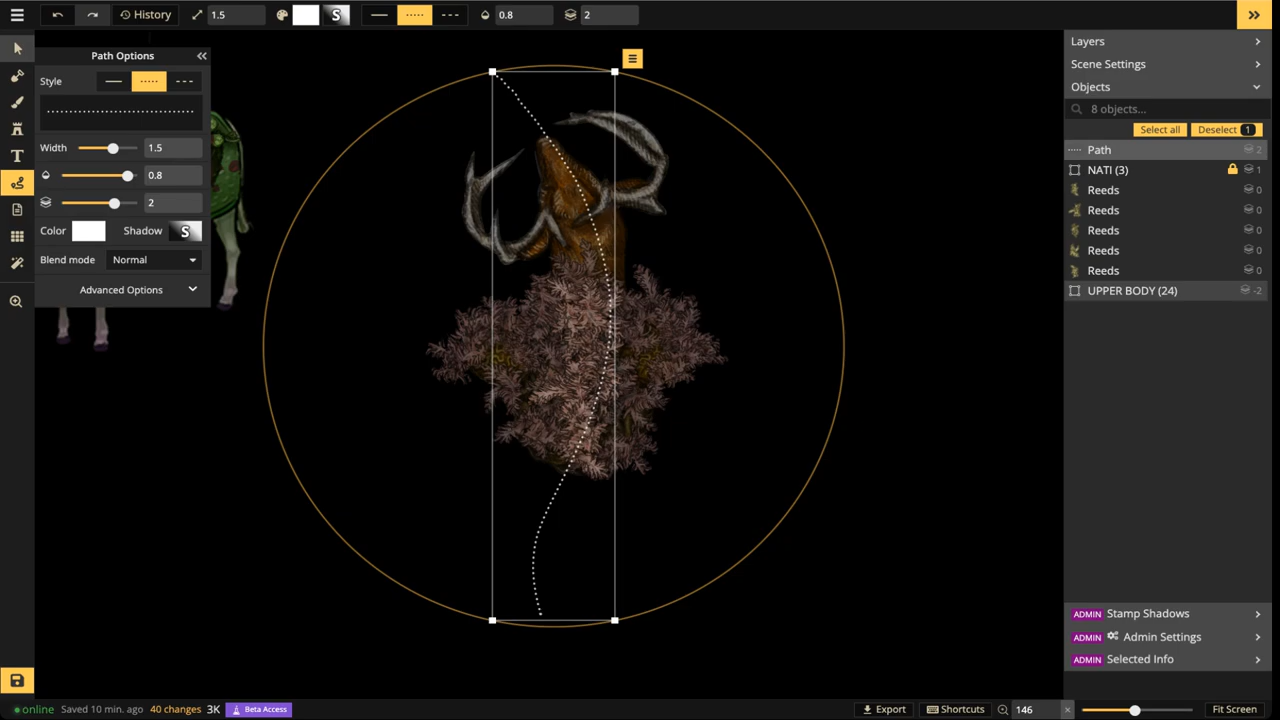 History
1.5
0.8
2
Path Options
Style
Width
1.5
0.8
2
Color
Shadow
Blend mode
Normal
Advanced Options
Layers
Scene Settings
Objects
8 objects...
Select all
Deselect 1
Path 2
NATI (3) 1
Reeds 0
Reeds 0
Reeds 0
Reeds 0
Reeds 0
UPPER BODY (24) -2
ADMIN Stamp Shadows
ADMIN Admin Settings
ADMIN Selected Info
online
Saved 10 min. ago
40 changes
3K
Beta Access
Export
Shortcuts
146
Fit Screen